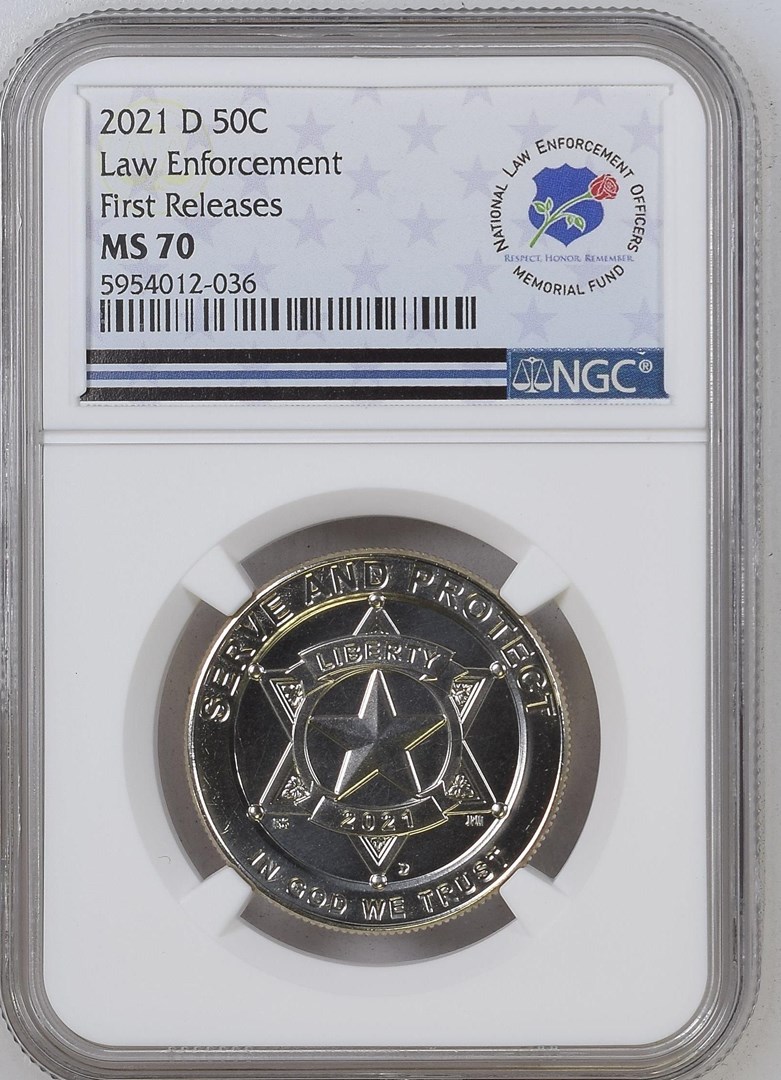 2021 D 50C
Law Enforcement
First Releases
MS 70
5954012-036
NATIONAL LAW ENFORCEMENT OFFICERS
RESPECT. HONOR. REMEMBER.
MEMORIAL FUND
NGC®
SERVE AND PROTECT
LIBERTY
2021
D
IN GOD WE TRUST